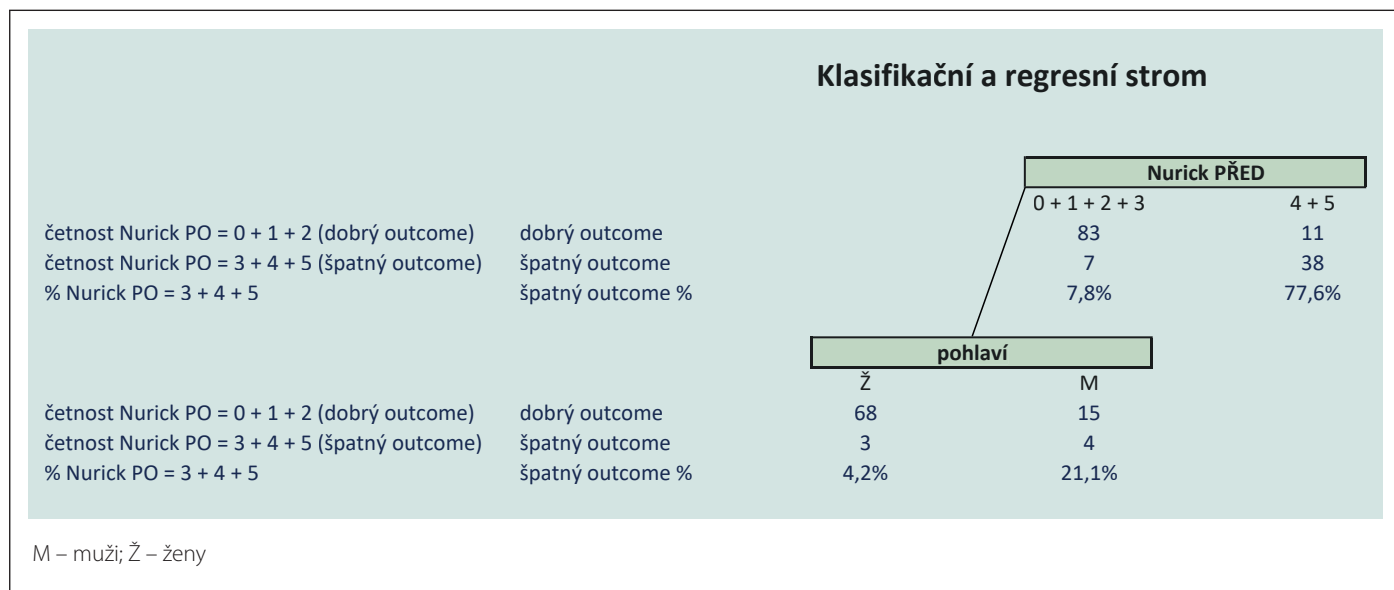 Klasifikační a regresní strom
Nurick PŘED
0 + 1 + 2 + 3 4 + 5
četnost Nurick PO = 0 + 1 + 2 (dobrý outcome) dobrý outcome 83 11
četnost Nurick PO = 3 + 4 + 5 (špatný outcome) špatný outcome 7 38
% Nurick PO = 3 + 4 + 5 špatný outcome % 7,8% 77,6%
pohlaví
Ž M
četnost Nurick PO = 0 + 1 + 2 (dobrý outcome) dobrý outcome 68 15
četnost Nurick PO = 3 + 4 + 5 (špatný outcome) špatný outcome 3 4
% Nurick PO = 3 + 4 + 5 špatný outcome % 4,2% 21,1%
M – muži; Ž – ženy